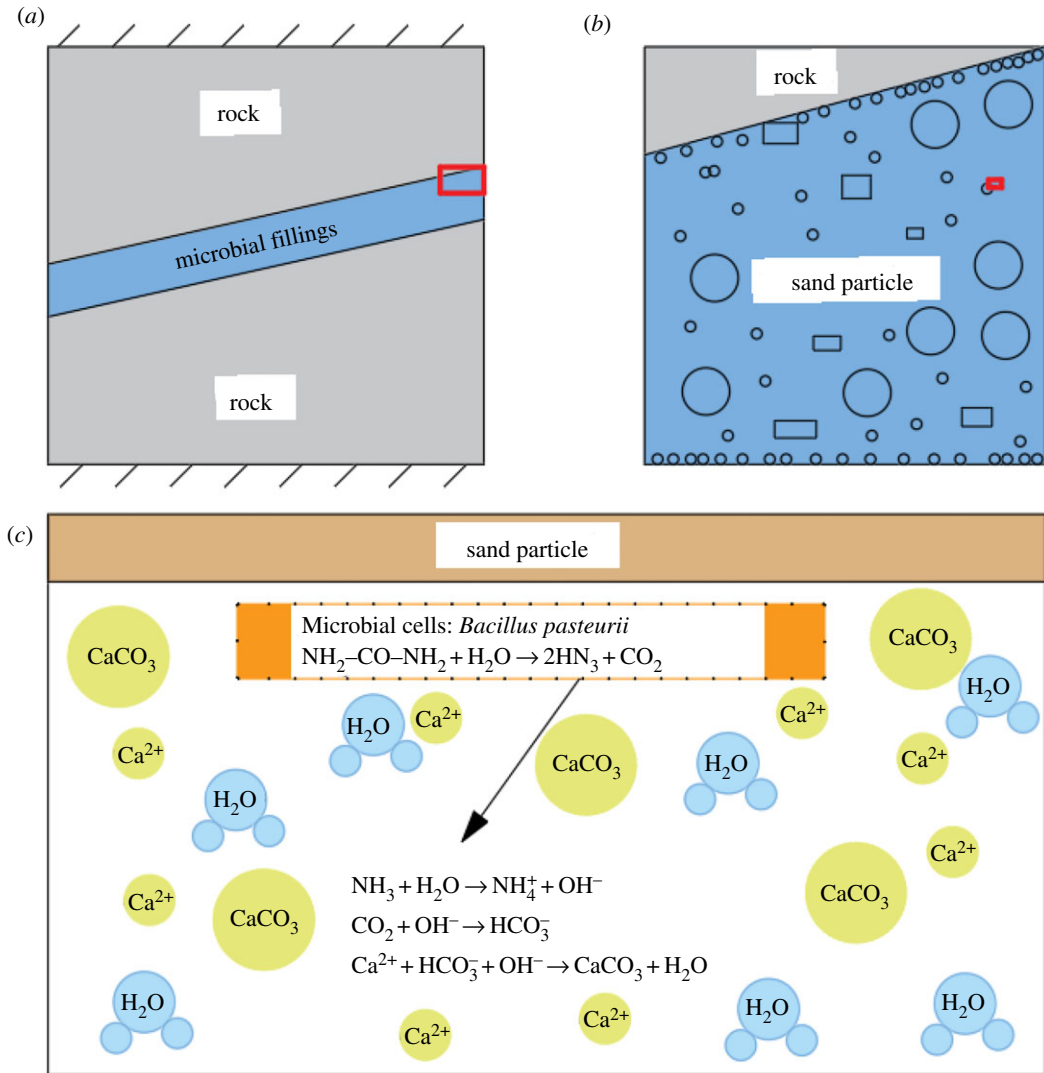 (a)
rock
microbial fillings
rock
(b)
rock
sand particle
(c)
sand particle
Microbial cells: Bacillus pasteurii
NH₂–CO–NH₂ + H₂O → 2HN₃ + CO₂
CaCO₃
CaCO₃
H₂O
H₂O
Ca²⁺
Ca²⁺
Ca²⁺
CaCO₃
H₂O
Ca²⁺
H₂O
Ca²⁺
NH₃ + H₂O → NH₄⁺ + OH⁻
Ca²⁺
CaCO₃
CaCO₃
CO₂ + OH⁻ → HCO₃⁻
Ca²⁺ + HCO₃⁻ + OH⁻ → CaCO₃ + H₂O
H₂O
Ca²⁺
Ca²⁺
H₂O
H₂O